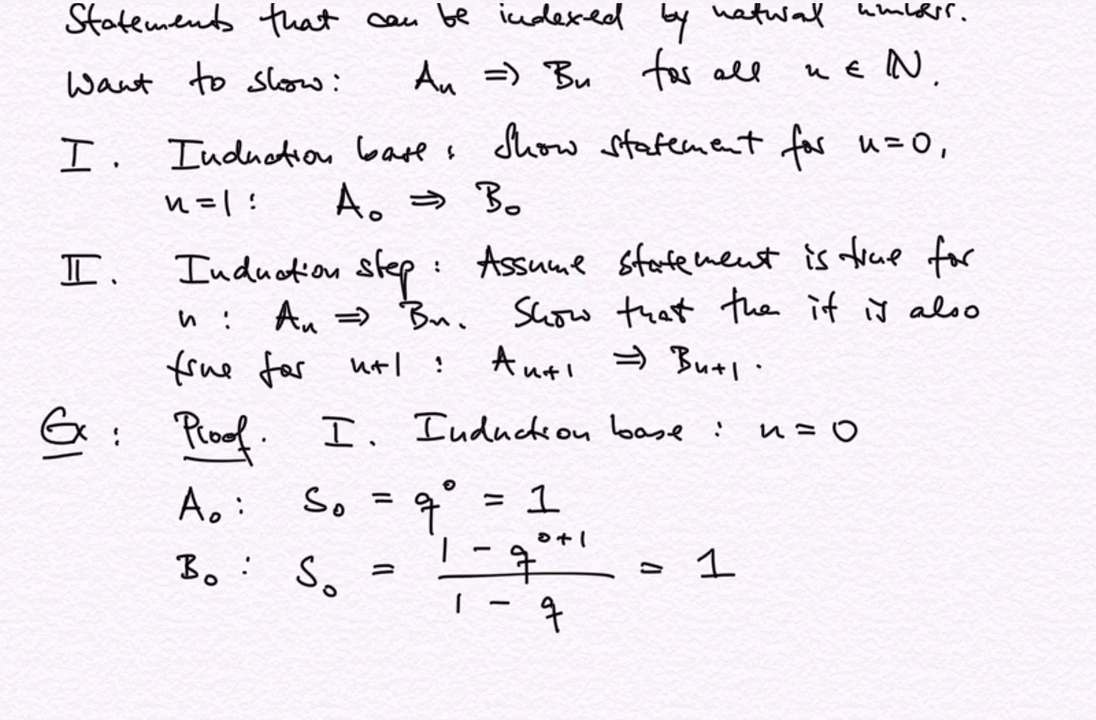 Statements that can be indexed by natural numbers.
Want to show: Aₙ ⇒ Bₙ for all n ∈ ℕ.
I. Induction base: Show statement for n=0,
n=1: A₀ ⇒ B₀
II. Induction step: Assume statement is true for
n: Aₙ ⇒ Bₙ. Show that the it is also
true for n+1: Aₙ₊₁ ⇒ Bₙ₊₁.
Ex: Proof. I. Induction base: n=0
A₀: S₀ = q⁰ = 1
B₀: S₀ = (1 - q⁰⁺¹)/(1 - q) = 1